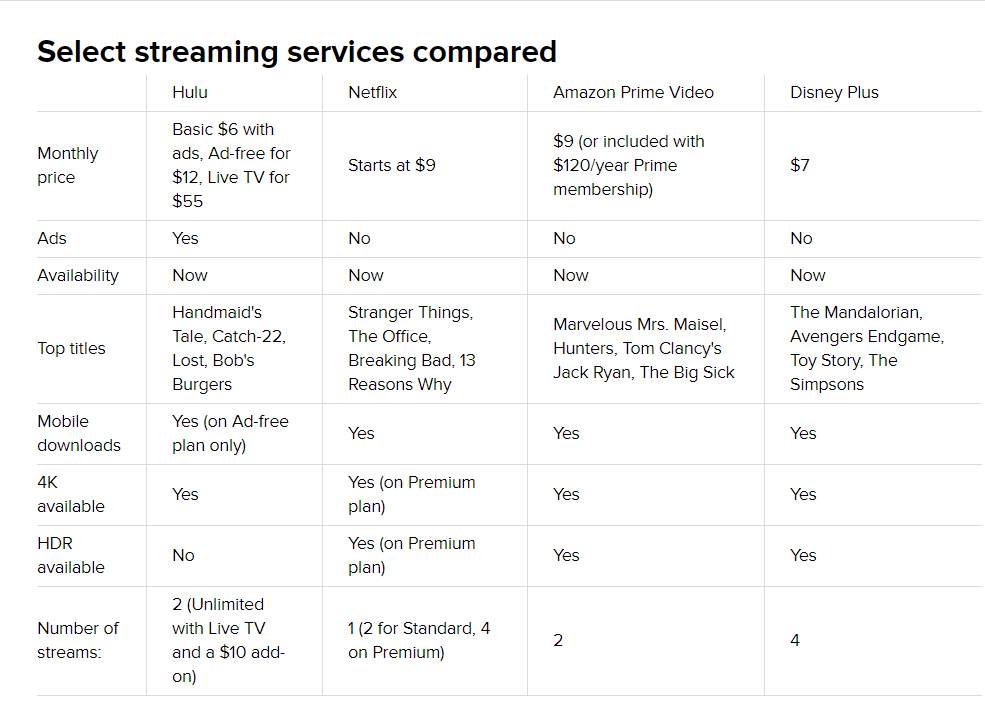 Select streaming services compared
Hulu Netflix Amazon Prime Video Disney Plus
Monthly
price
Basic $6 with
ads, Ad-free for
$12, Live TV for
$55
Starts at $9
$9 (or included with
$120/year Prime
membership)
$7
Ads Yes No No No
Availability Now Now Now Now
Top titles
Handmaid's
Tale, Catch-22,
Lost, Bob's
Burgers
Stranger Things,
The Office,
Breaking Bad, 13
Reasons Why
Marvelous Mrs. Maisel,
Hunters, Tom Clancy's
Jack Ryan, The Big Sick
The Mandalorian,
Avengers Endgame,
Toy Story, The
Simpsons
Mobile
downloads
Yes (on Ad-free
plan only)
Yes
Yes
Yes
4K
available
Yes
Yes (on Premium
plan)
Yes
Yes
HDR
available
No
Yes (on Premium
plan)
Yes
Yes
Number of
streams:
2 (Unlimited
with Live TV
and a $10 add-
on)
1 (2 for Standard, 4
on Premium)
2
4